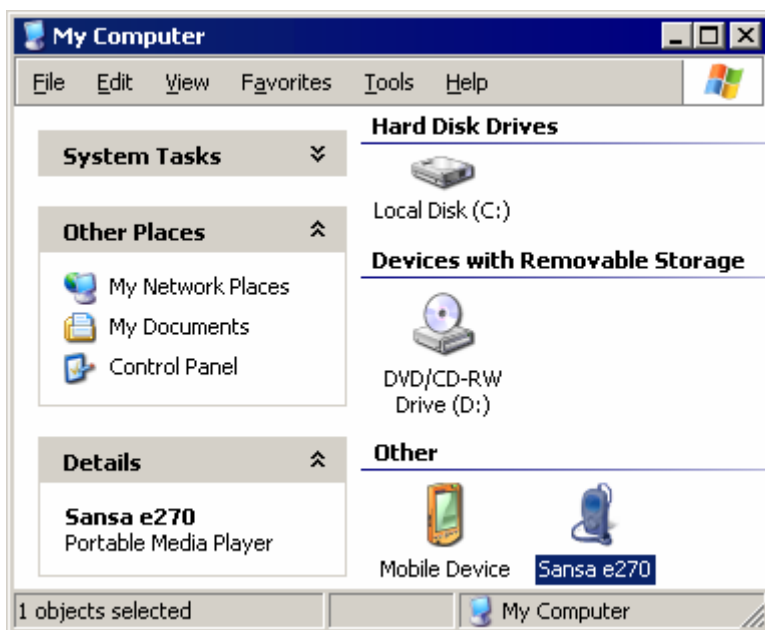 My Computer
File Edit View Favorites Tools Help
System Tasks
Other Places
My Network Places
My Documents
Control Panel
Details
Sansa e270
Portable Media Player
Hard Disk Drives
Local Disk (C:)
Devices with Removable Storage
DVD/CD-RW
Drive (D:)
Other
Mobile Device Sansa e270
1 objects selected My Computer